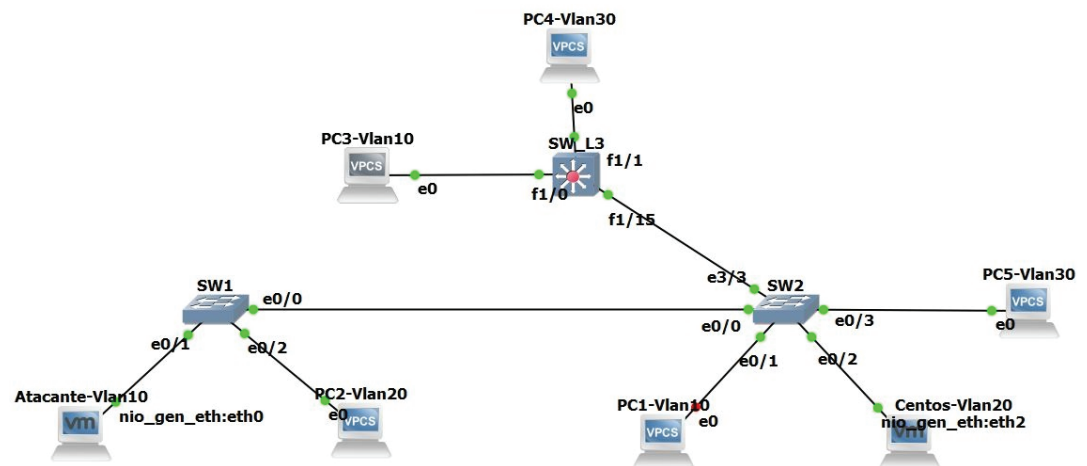 PC4-Vlan30
VPCS
e0
PC3-Vlan10
VPCS
e0
SW_L3
f1/1
f1/0
f1/15
SW1
e0/0
e0/1
e0/2
e3/3
SW2
e0/0
e0/3
e0/1
e0/2
PC5-Vlan30
VPCS
e0
Atacante-Vlan10
vm
nio_gen_eth:eth0
PC2-Vlan20
e0
VPCS
PC1-Vlan10
e0
VPCS
Centos-Vlan20
nio_gen_eth:eth2
vm